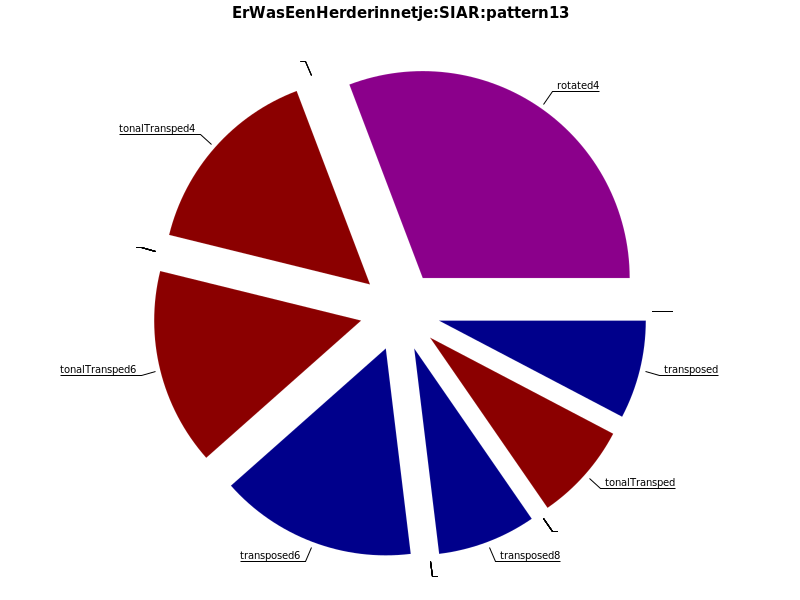 ErWasEenHerderinnetje:SIAR:pattern13
rotated4
tonalTransped4
tonalTransped6
transposed
tonalTransped
transposed6
transposed8